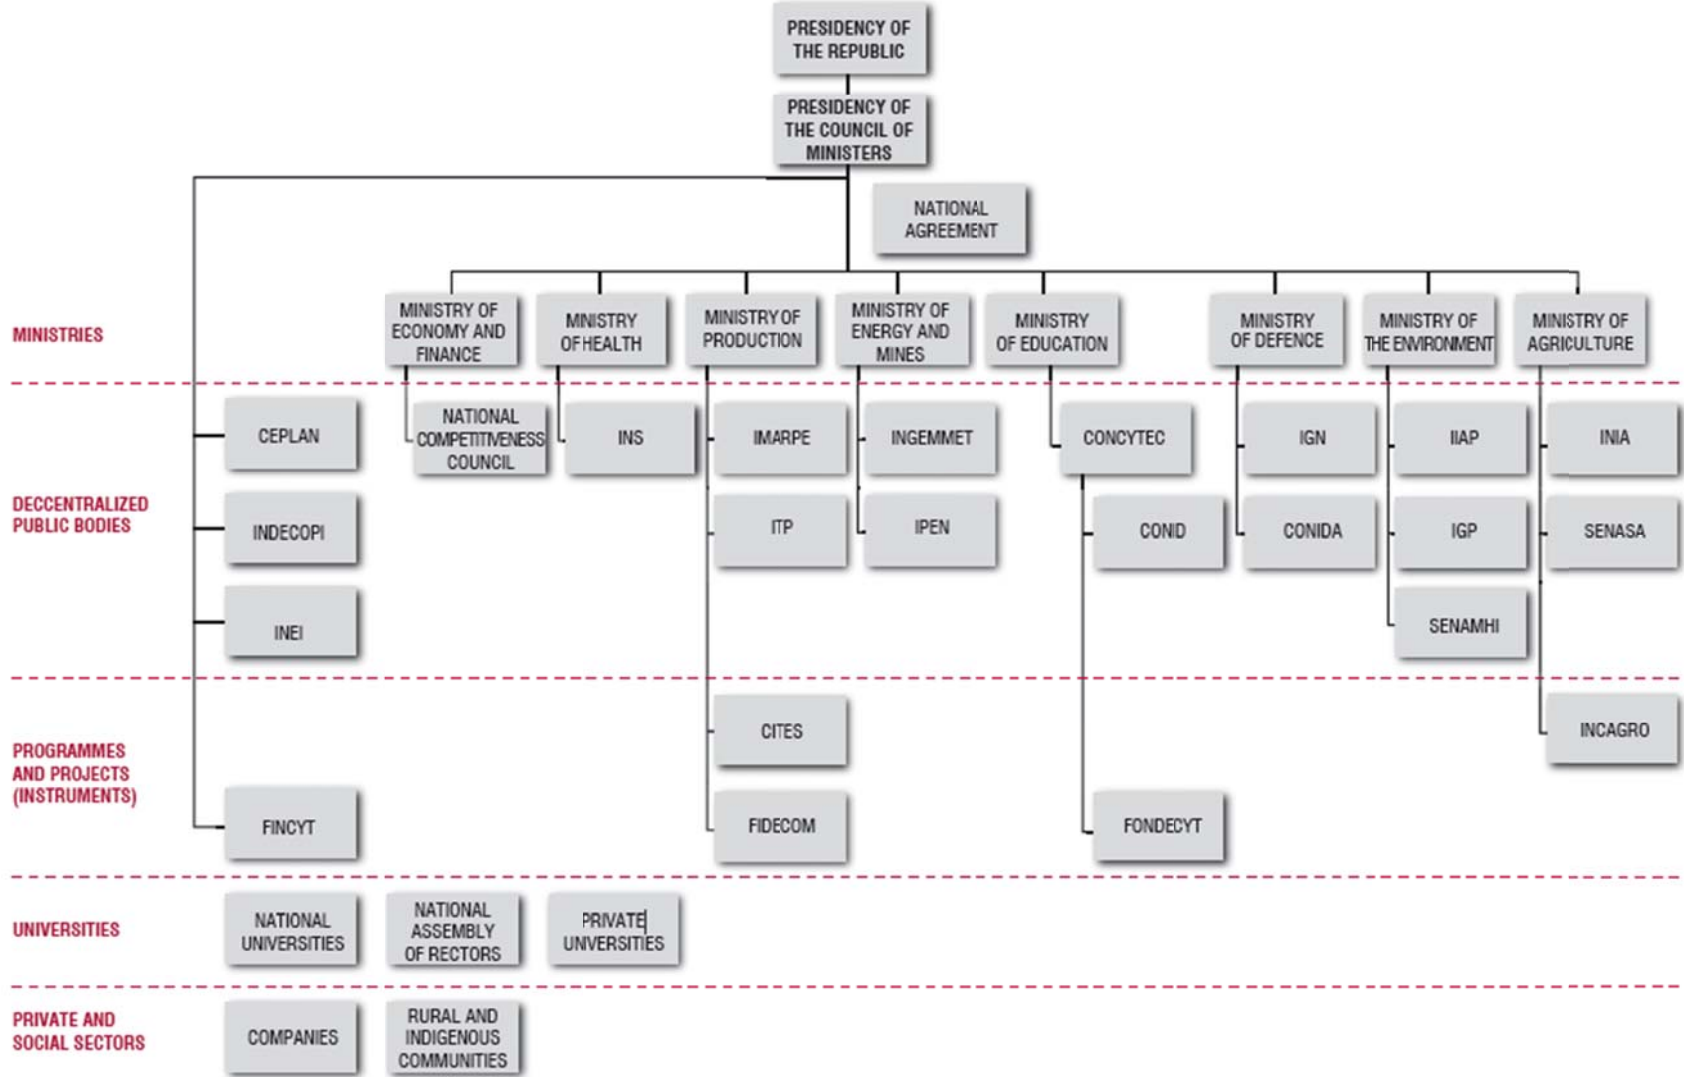 PRESIDENCY OF
THE REPUBLIC
PRESIDENCY OF
THE COUNCIL OF
MINISTERS
NATIONAL
AGREEMENT
MINISTRIES
MINISTRY OF
ECONOMY AND
FINANCE
MINISTRY
OF HEALTH
MINISTRY OF
PRODUCTION
MINISTRY OF
ENERGY AND
MINES
MINISTRY
OF EDUCATION
MINISTRY
OF DEFENCE
MINISTRY OF
THE ENVIRONMENT
MINISTRY OF
AGRICULTURE
DECCENTRALIZED
PUBLIC BODIES
CEPLAN
NATIONAL
COMPETITIVENESS
COUNCIL
INS
IMARPE
INGEMMET
CONCYTEC
IGN
IIAP
INIA
INDECOPI
ITP
IPEN
CONID
CONIDA
IGP
SENASA
INEI
SENAMHI
PROGRAMMES
AND PROJECTS
(INSTRUMENTS)
CITES
INCAGRO
FINCYT
FIDECOM
FONDECYT
UNIVERSITIES
NATIONAL
UNIVERSITIES
NATIONAL
ASSEMBLY
OF RECTORS
PRIVATE
UNVERSITIES
PRIVATE AND
SOCIAL SECTORS
COMPANIES
RURAL AND
INDIGENOUS
COMMUNITIES